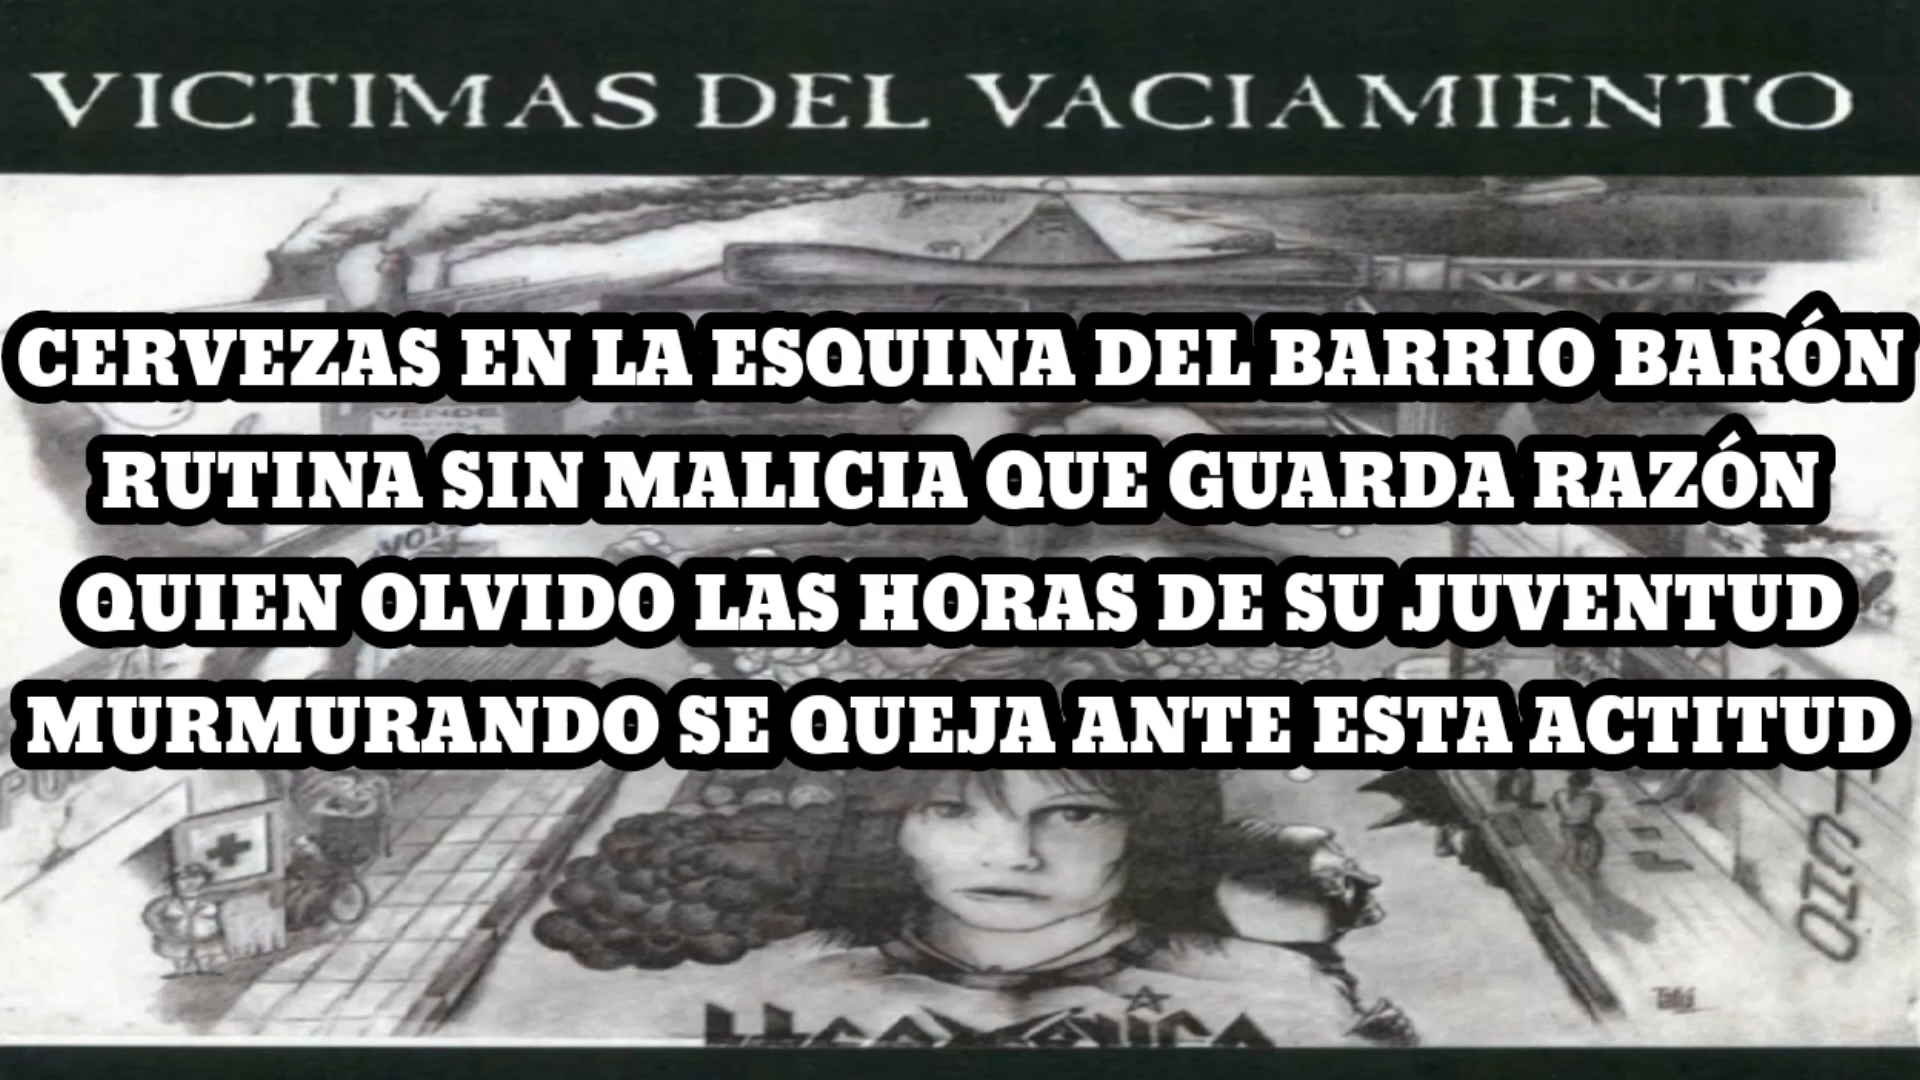 VICTIMAS DEL VACIAMIENTO
CERVEZAS EN LA ESQUINA DEL BARRIO BARÓN
RUTINA SIN MALICIA QUE GUARDA RAZÓN
VENDE
QUIEN OLVIDO LAS HORAS DE SU JUVENTUD
MURMURANDO SE QUEJA ANTE ESTA ACTITUD